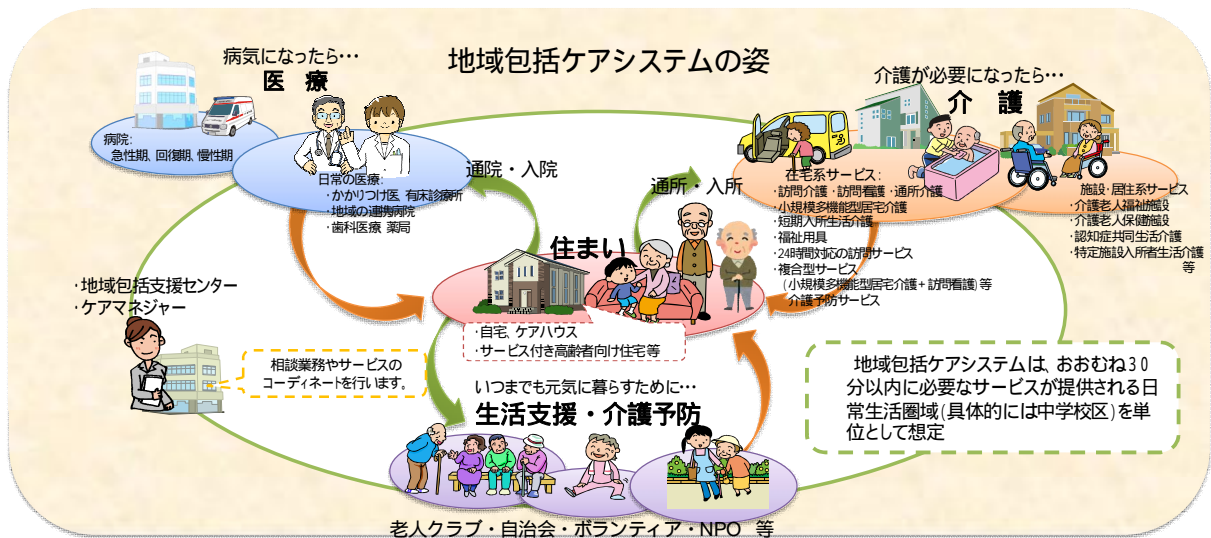 地域包括ケアシステムの姿
病気になったら･･･
医 療
病院:
急性期、回復期、慢性期
日常の医療:
・かかりつけ医、有床診療所
・地域の連携病院
・歯科医療、薬局
通院・入院
通所・入所
介護が必要になったら･･･
介 護
在宅系サービス:
・訪問介護・訪問看護・通所介護
・小規模多機能型居宅介護
・短期入所生活介護
・福祉用具
・24時間対応の訪問サービス
・複合型サービス
(小規模多機能型居宅介護+訪問看護)等
介護予防サービス
施設・居住系サービス
・介護老人福祉施設
・介護老人保健施設
・認知症共同生活介護
・特定施設入所者生活介護
等
住まい
・自宅、ケアハウス
・サービス付き高齢者向け住宅等
・地域包括支援センター
・ケアマネジャー
相談業務やサービスの
コーディネートを行います。
いつまでも元気に暮らすために･･･
生活支援・介護予防
老人クラブ・自治会・ボランティア・NPO 等
地域包括ケアシステムは、おおむね30
分以内に必要なサービスが提供される日
常生活圏域(具体的には中学校区)を単
位として想定